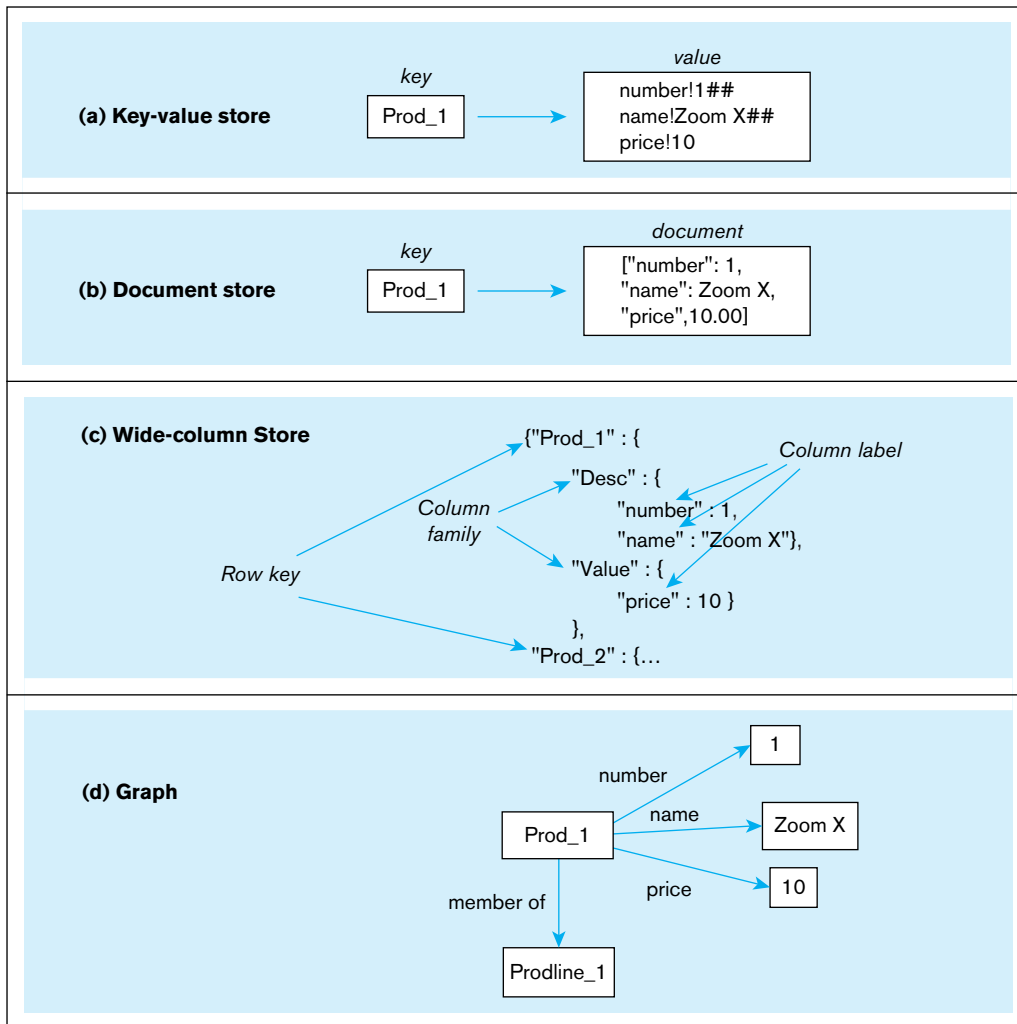 (a) Key-value store
key
Prod_1
value
number!1##
name!Zoom X##
price!10
(b) Document store
key
Prod_1
document
["number": 1,
"name": Zoom X,
"price",10.00]
(c) Wide-column Store
Row key
Column
family
Column label
{"Prod_1" : {
"Desc" : {
"number" : 1,
"name" : "Zoom X"},
"Value" : {
"price" : 10 }
},
"Prod_2" : {…
(d) Graph
Prod_1
number
1
name
Zoom X
price
10
member of
Prodline_1